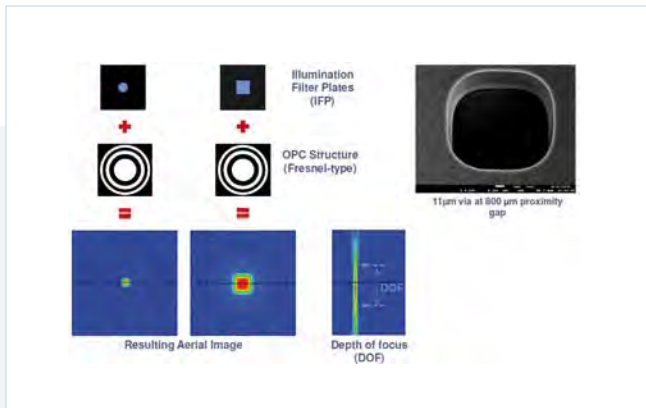 Illumination
Filter Plates
(IFP)
OPC Structure
(Fresnel-type)
11µm via at 800 µm proximity
gap
DOF
Resulting Aerial Image
Depth of focus
(DOF)